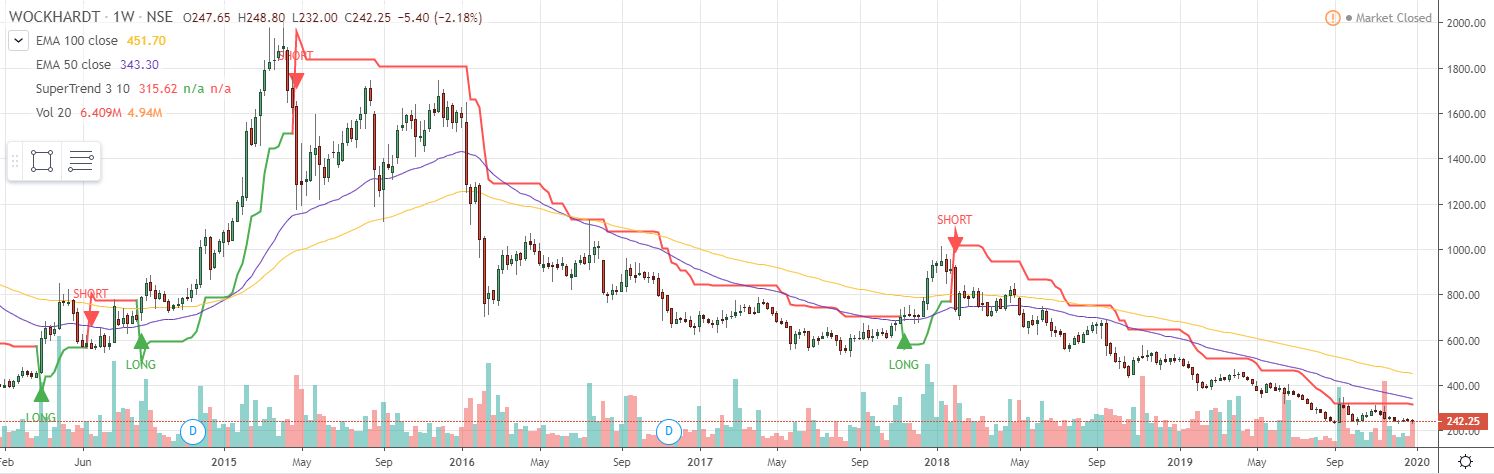 WOCKHARDT · 1W · NSE O247.65 H248.80 L232.00 C242.25 −5.40 (−2.18%)
Market Closed
EMA 100 close 451.70
EMA 50 close 343.30
SuperTrend 3 10 315.62 n/a n/a
Vol 20 6.409M 4.94M
2000.00
1800.00
1600.00
1400.00
1200.00
1000.00
800.00
600.00
400.00
242.25
200.00
SHORT
SHORT
SHORT
LONG
LONG
LONG
D
D
Feb Jun 2015 May Sep 2016 May Sep 2017 May Sep 2018 May Sep 2019 May Sep 2020